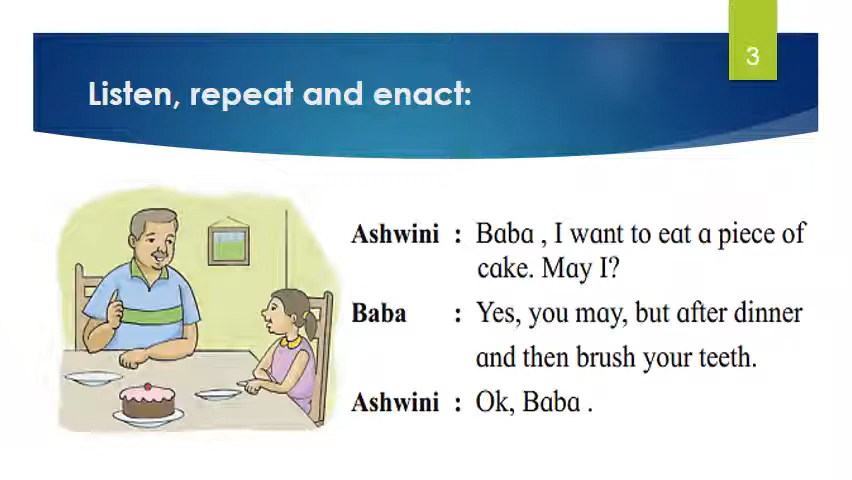 3
Listen, repeat and enact:
Ashwini : Baba , I want to eat a piece of
cake. May I?
Baba : Yes, you may, but after dinner
and then brush your teeth.
Ashwini : Ok, Baba .